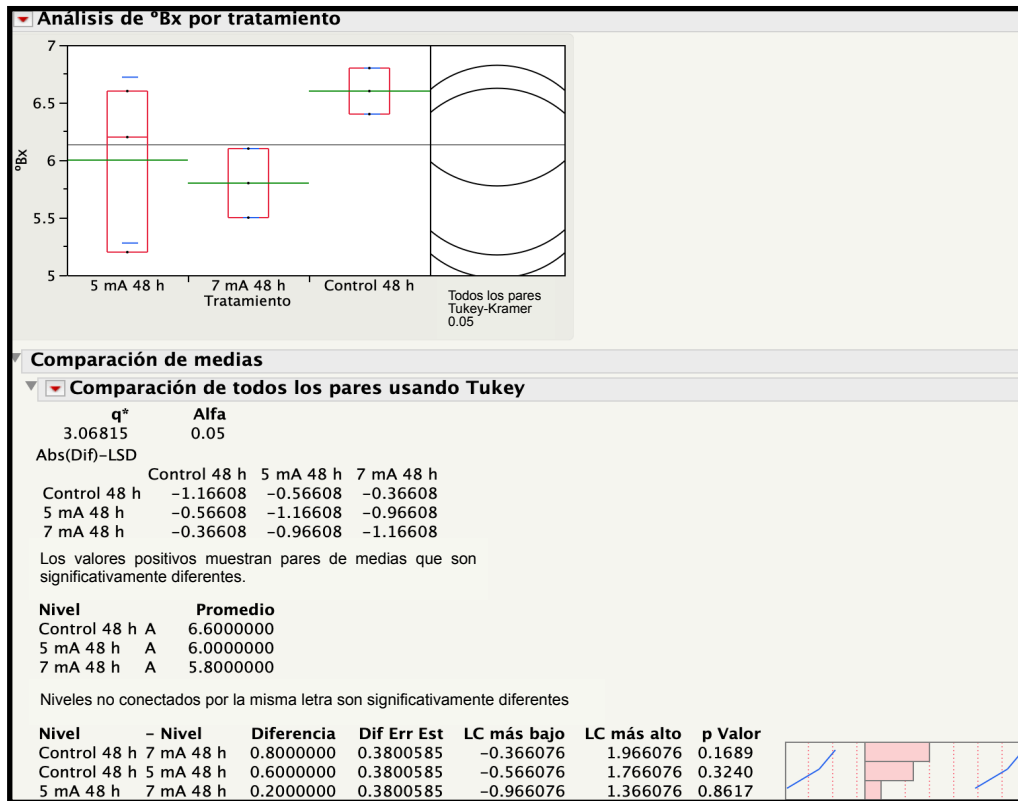 Análisis de ºBx por tratamiento
7
6.5
6
5.5
5
ºBx
5 mA 48 h 7 mA 48 h Control 48 h
Tratamiento
Todos los pares
Tukey-Kramer
0.05
Comparación de medias
Comparación de todos los pares usando Tukey
q* Alfa
3.06815 0.05
Abs(Dif)-LSD
Control 48 h 5 mA 48 h 7 mA 48 h
Control 48 h -1.16608 -0.56608 -0.36608
5 mA 48 h -0.56608 -1.16608 -0.96608
7 mA 48 h -0.36608 -0.96608 -1.16608
Los valores positivos muestran pares de medias que son
significativamente diferentes.
Nivel Promedio
Control 48 h A 6.6000000
5 mA 48 h A 6.0000000
7 mA 48 h A 5.8000000
Niveles no conectados por la misma letra son significativamente diferentes
Nivel - Nivel Diferencia Dif Err Est LC más bajo LC más alto p Valor
Control 48 h 7 mA 48 h 0.8000000 0.3800585 -0.366076 1.966076 0.1689
Control 48 h 5 mA 48 h 0.6000000 0.3800585 -0.566076 1.766076 0.3240
5 mA 48 h 7 mA 48 h 0.2000000 0.3800585 -0.966076 1.366076 0.8617